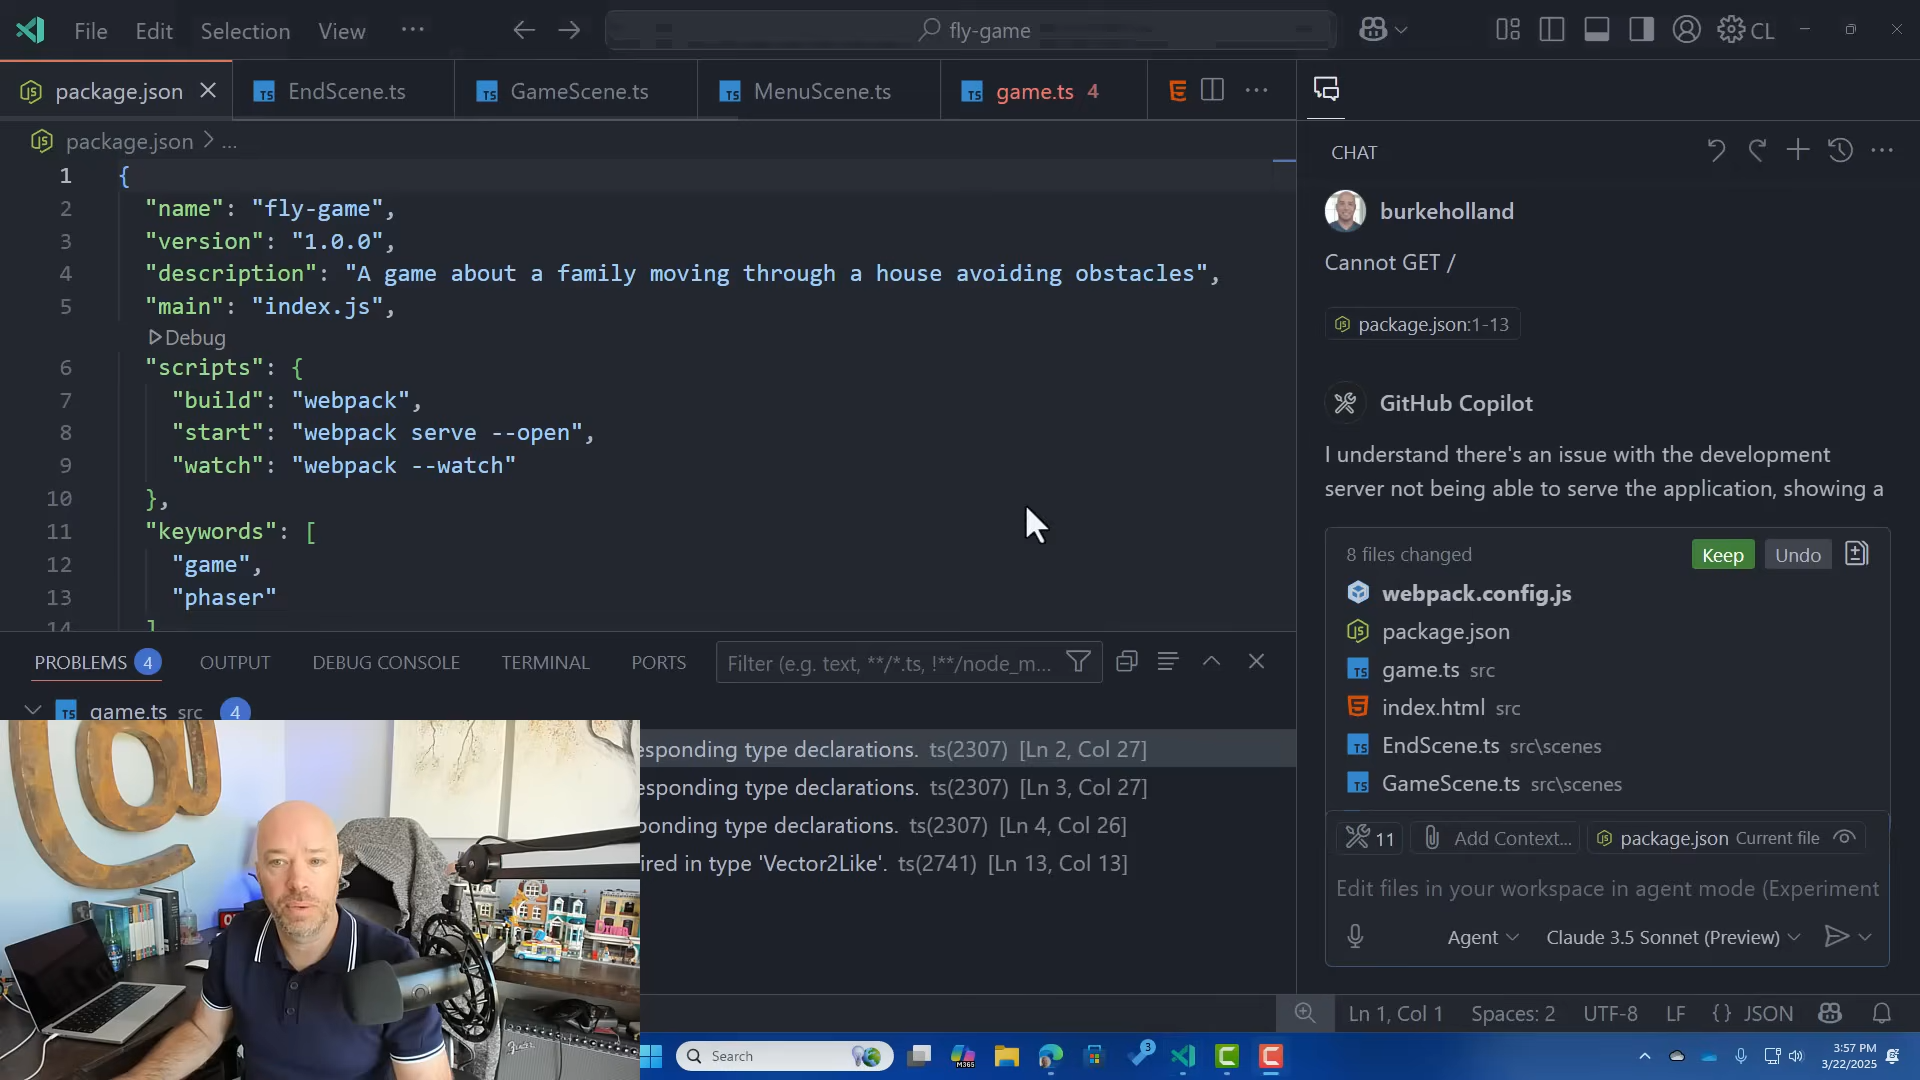 File Edit Selection View ... fly-game CL
package.json EndScene.ts GameScene.ts MenuScene.ts game.ts 4
package.json > ...
1 {
2 "name": "fly-game",
3 "version": "1.0.0",
4 "description": "A game about a family moving through a house avoiding obstacles",
5 "main": "index.js",
Debug
6 "scripts": {
7 "build": "webpack",
8 "start": "webpack serve --open",
9 "watch": "webpack --watch"
10 },
11 "keywords": [
12 "game",
13 "phaser"
14 ]
PROBLEMS 4 OUTPUT DEBUG CONSOLE TERMINAL PORTS Filter (e.g. text, **/*.ts, !**/node_m...
game.ts src 4
esponding type declarations. ts(2307) [Ln 2, Col 27]
esponding type declarations. ts(2307) [Ln 3, Col 27]
ponding type declarations. ts(2307) [Ln 4, Col 26]
ired in type 'Vector2Like'. ts(2741) [Ln 13, Col 13]
Fender
CHAT
burkeholland
Cannot GET /
package.json:1-13
GitHub Copilot
I understand there's an issue with the development
server not being able to serve the application, showing a
8 files changed Keep Undo
webpack.config.js
package.json
game.ts src
index.html src
EndScene.ts src\scenes
GameScene.ts src\scenes
11 Add Context... package.json Current file
Edit files in your workspace in agent mode (Experiment
Agent Claude 3.5 Sonnet (Preview)
Ln 1, Col 1 Spaces: 2 UTF-8 LF {} JSON
Search M365 3
3:57 PM
3/22/2025